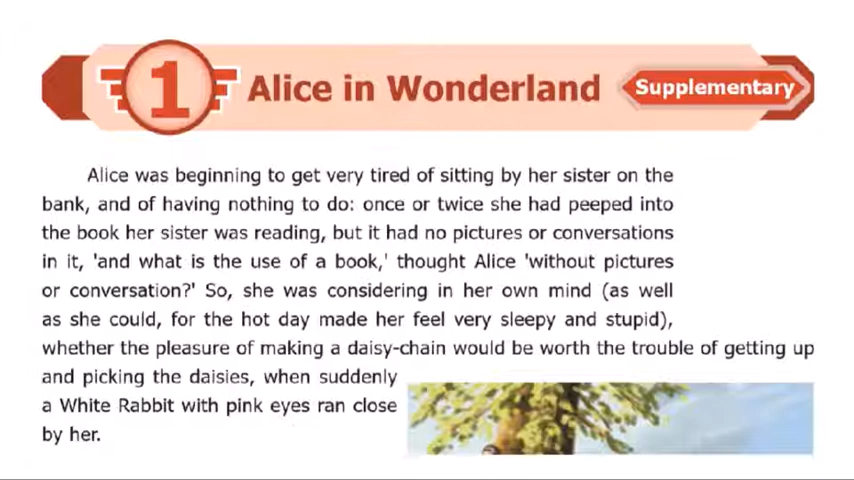 1
Alice in Wonderland
Supplementary
Alice was beginning to get very tired of sitting by her sister on the
bank, and of having nothing to do: once or twice she had peeped into
the book her sister was reading, but it had no pictures or conversations
in it, 'and what is the use of a book,' thought Alice 'without pictures
or conversation?' So, she was considering in her own mind (as well
as she could, for the hot day made her feel very sleepy and stupid),
whether the pleasure of making a daisy-chain would be worth the trouble of getting up
and picking the daisies, when suddenly
a White Rabbit with pink eyes ran close
by her.